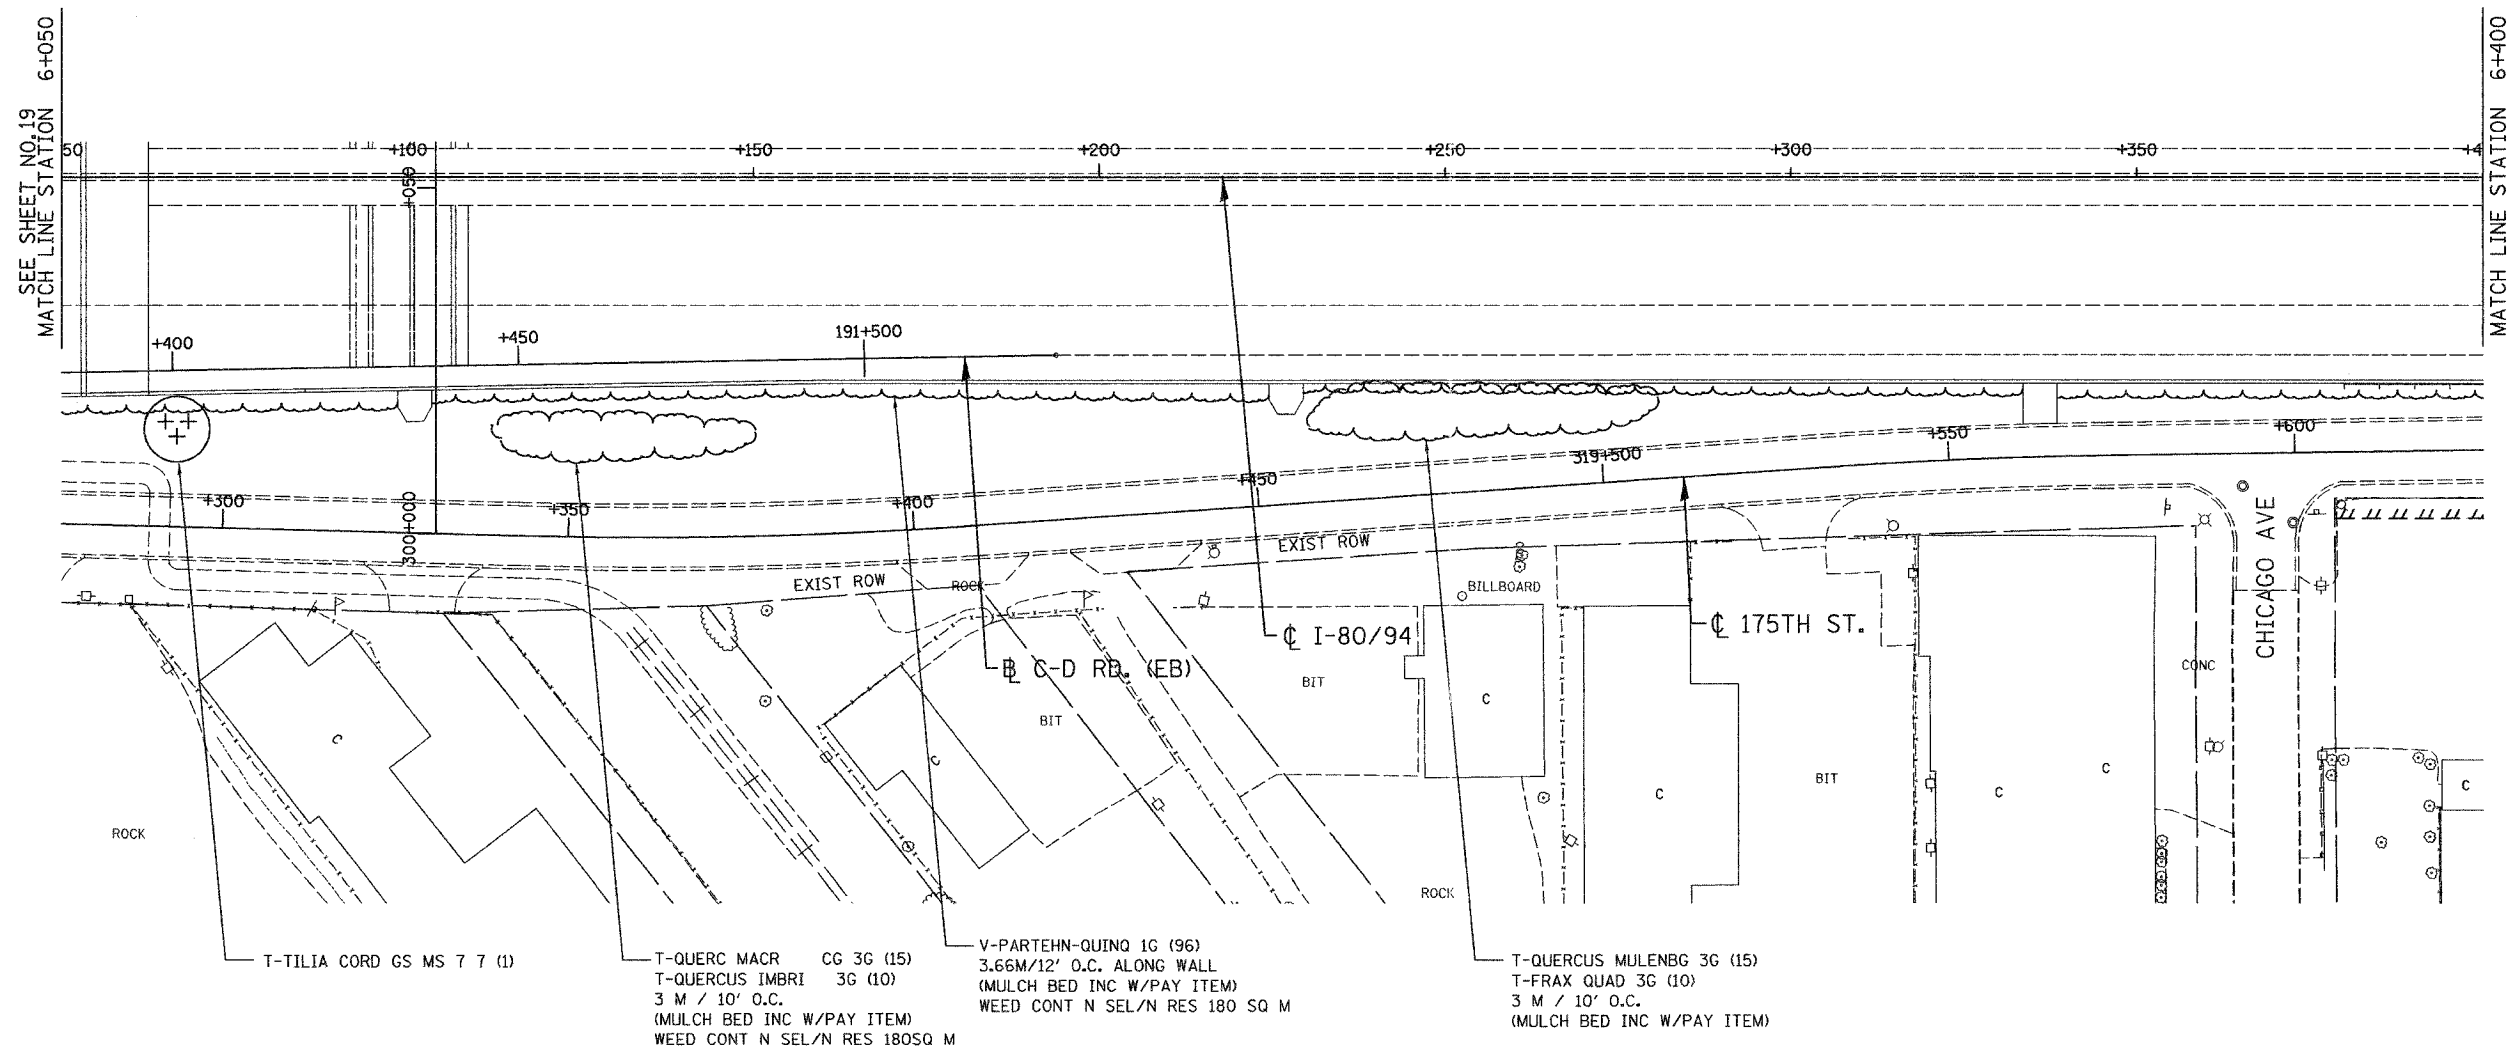 SEE SHEET NO.19
MATCH LINE STATION 6+050
MATCH LINE STATION 6+400
50
+100
+150
+200
+250
+300
+350
+4
+050
+400
+450
191+500
+300
300+000
+350
+400
+450
319+500
+550
+600
EXIST ROW
EXIST ROW
ROCK
BILLBOARD
CHICAGO AVE
℄ I-80/94
℄ 175TH ST.
B̲L C-D RD. (EB)
CONC
BIT
BIT
BIT
C
C
C
C
C
C
C
ROCK
ROCK
T-TILIA CORD GS MS 7 7 (1)
T-QUERC MACR CG 3G (15)
T-QUERCUS IMBRI 3G (10)
3 M / 10' O.C.
(MULCH BED INC W/PAY ITEM)
WEED CONT N SEL/N RES 180SQ M
V-PARTEHN-QUINQ 1G (96)
3.66M/12' O.C. ALONG WALL
(MULCH BED INC W/PAY ITEM)
WEED CONT N SEL/N RES 180 SQ M
T-QUERCUS MULENBG 3G (15)
T-FRAX QUAD 3G (10)
3 M / 10' O.C.
(MULCH BED INC W/PAY ITEM)